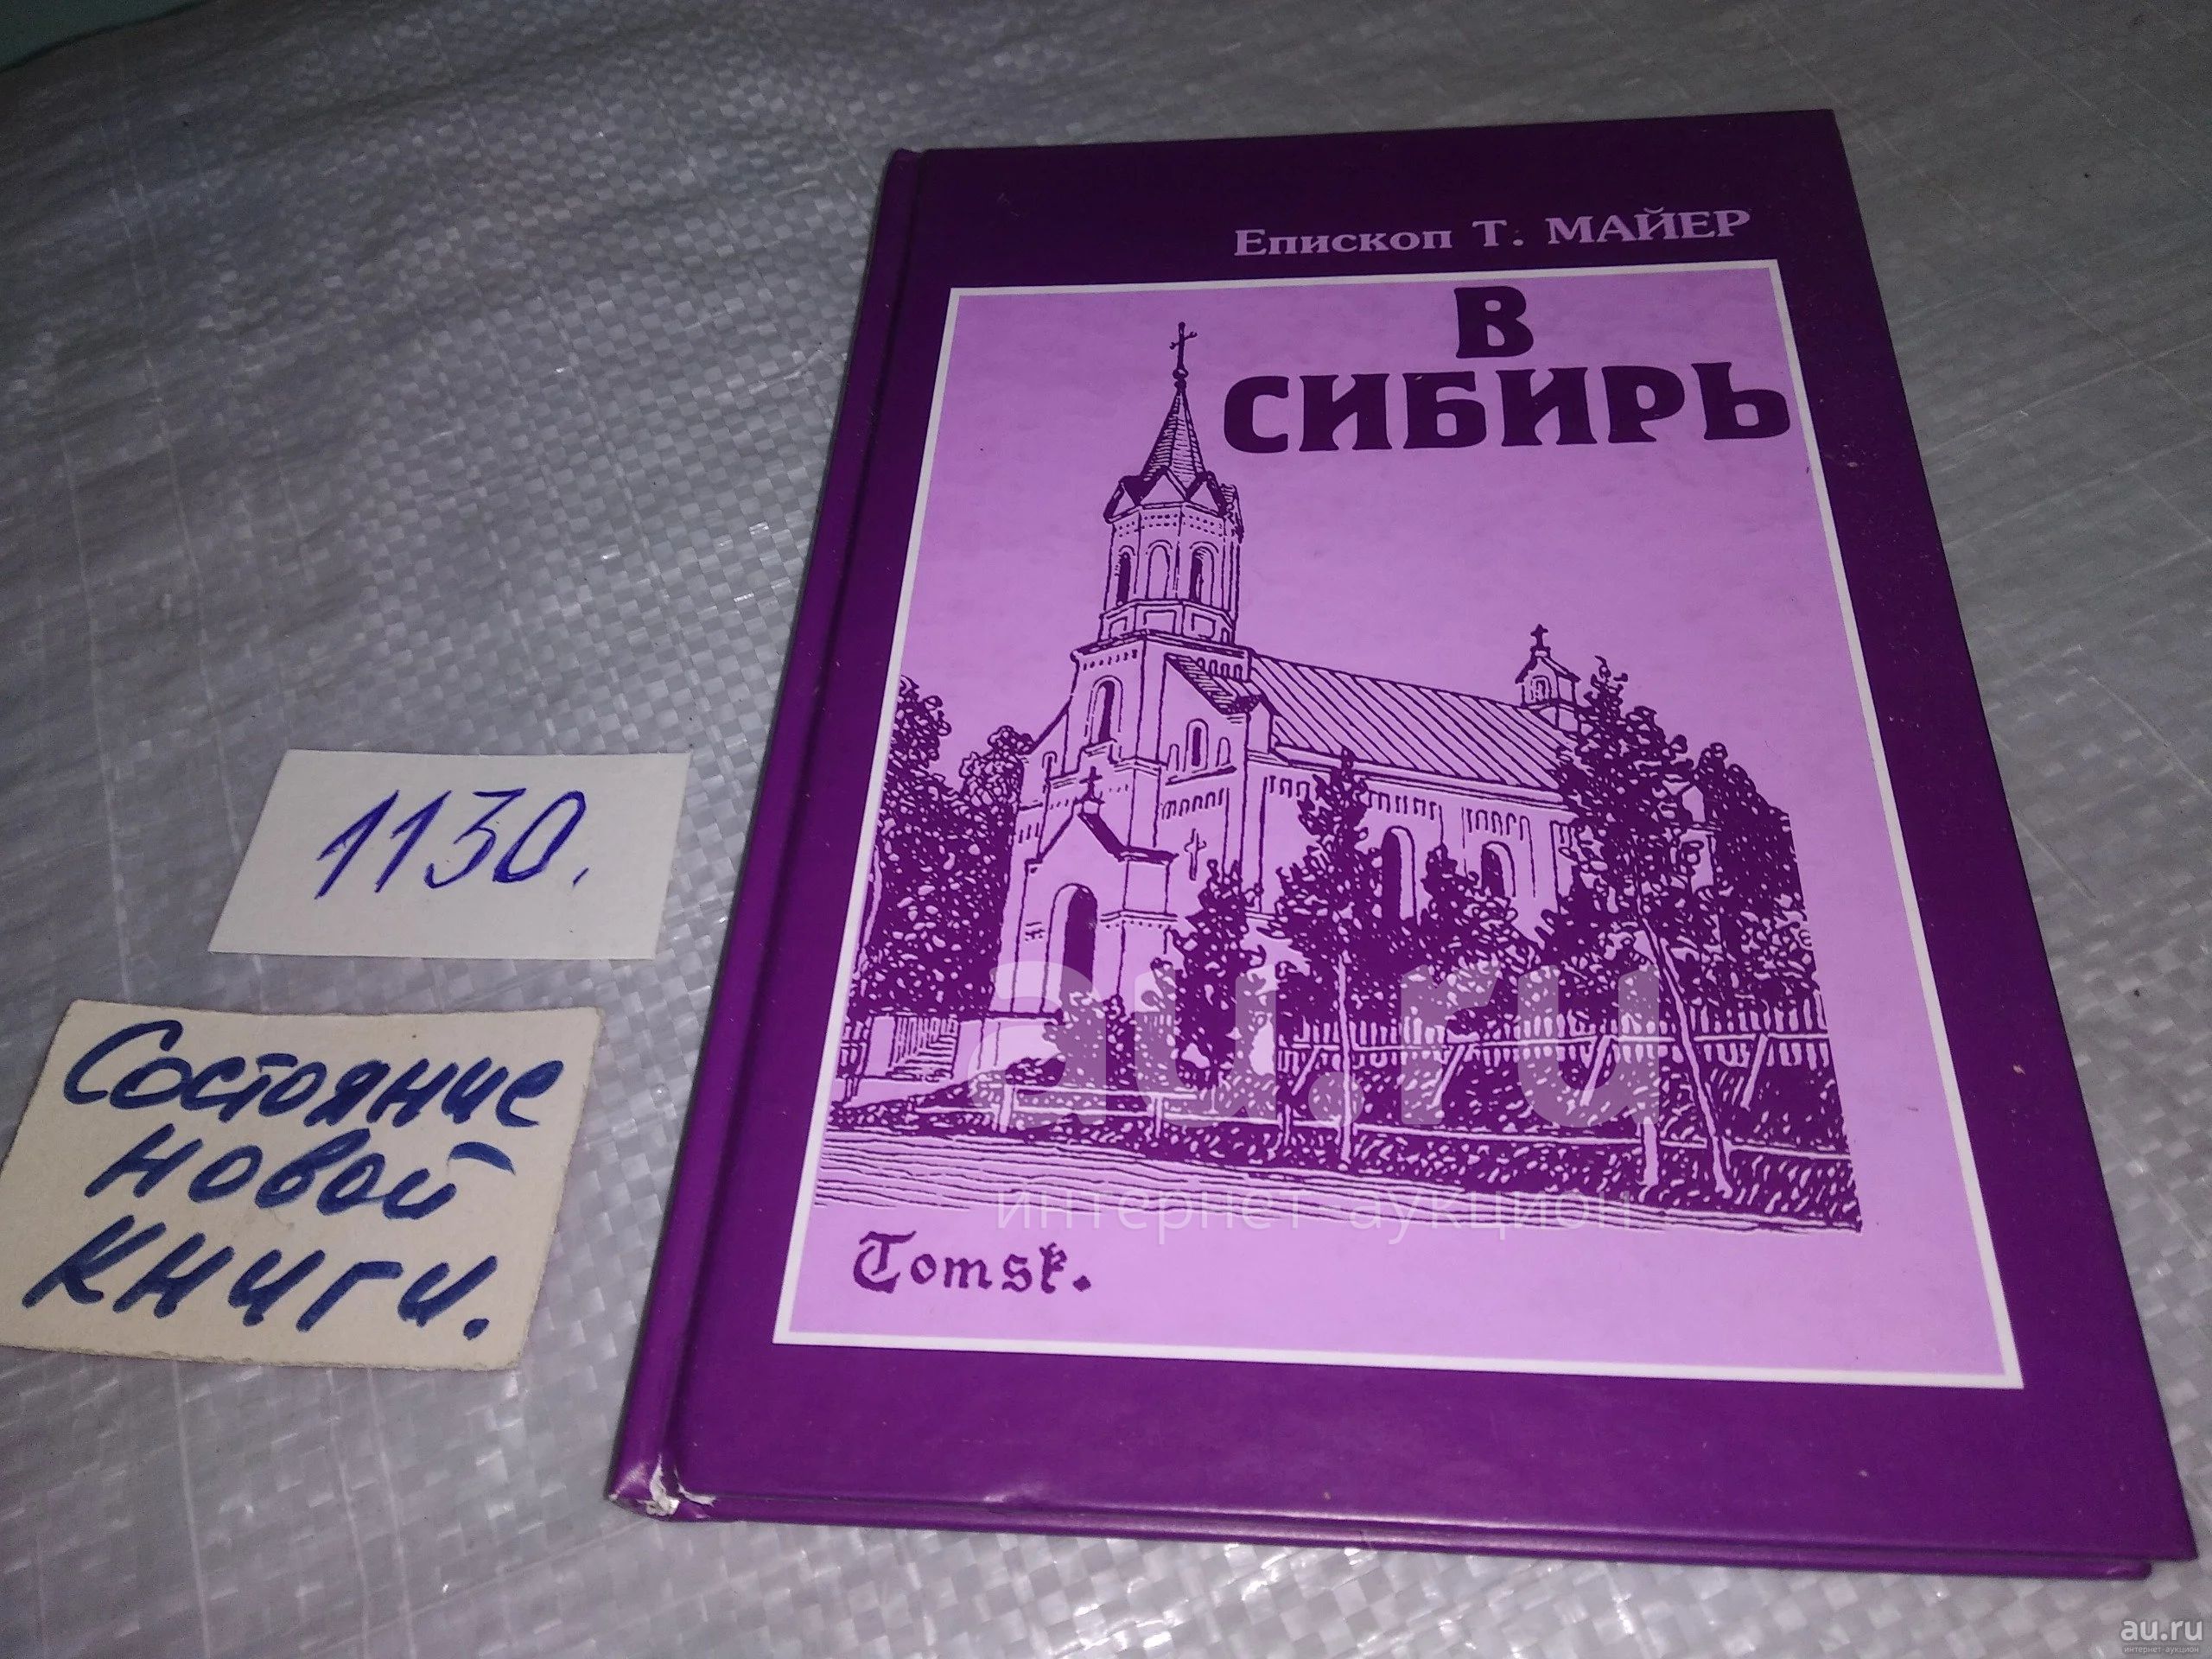 Епископ Т. МАЙЕР
В
СИБИРЬ
Tomsk.
1130.
Состояние
новой
книги.
au.ru
интернет-аукцион
au.ru
интернет-аукцион